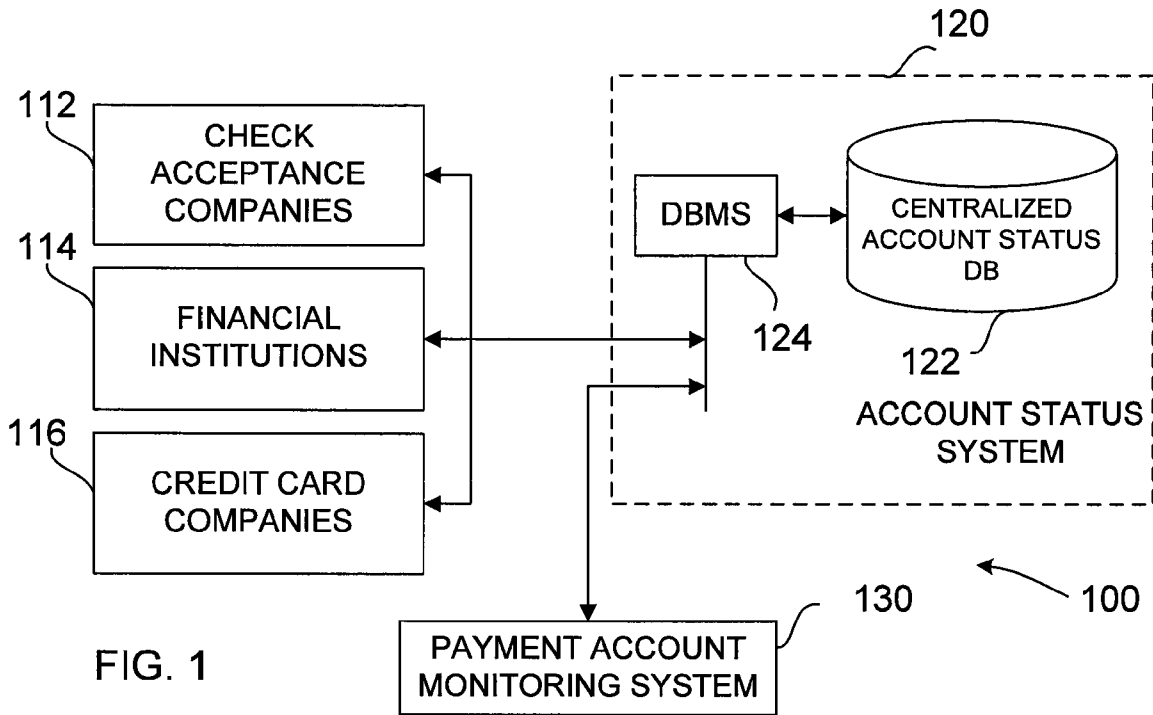 120
112
CHECK
ACCEPTANCE
COMPANIES
DBMS
CENTRALIZED
ACCOUNT STATUS
DB
114
FINANCIAL
INSTITUTIONS
124
122
ACCOUNT STATUS
SYSTEM
116
CREDIT CARD
COMPANIES
130
100
PAYMENT ACCOUNT
MONITORING SYSTEM
FIG. 1